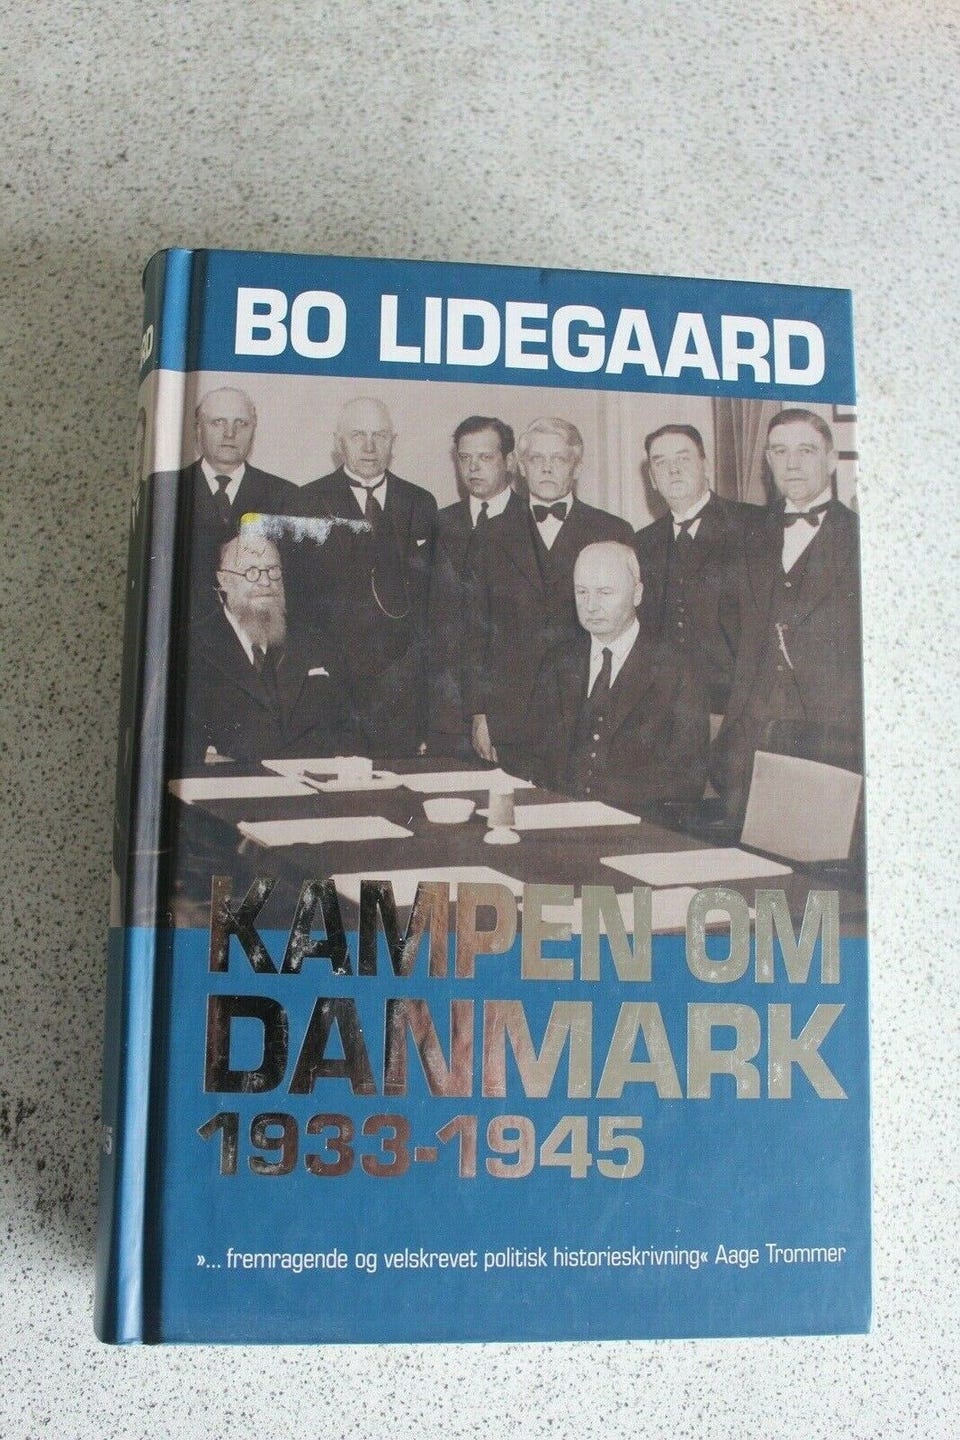 BO LIDEGAARD
KAMPEN OM
DANMARK
1933-1945
»... fremragende og velskrevet politisk historieskrivning« Aage Trommer